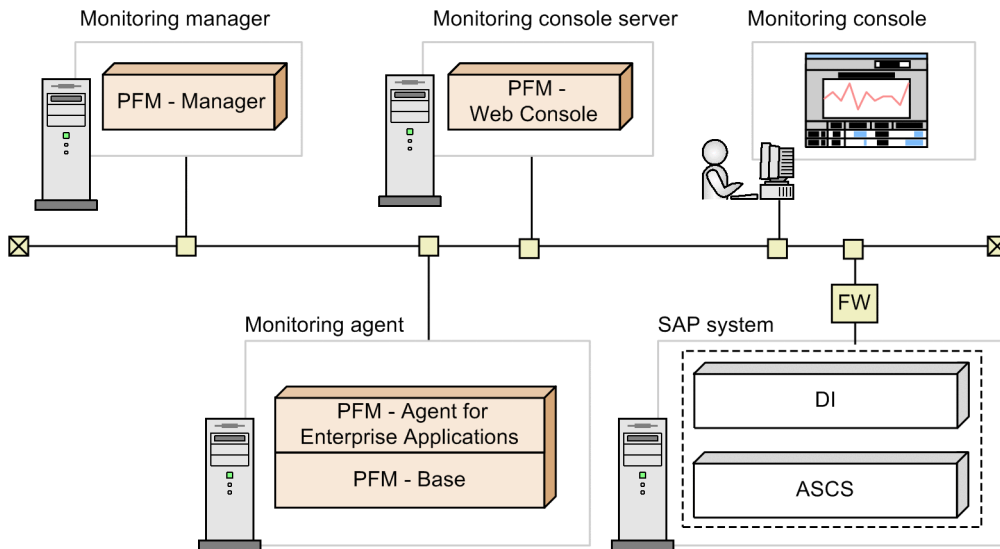 Monitoring manager
Monitoring console server
Monitoring console
PFM - Manager
PFM -
Web Console
FW
Monitoring agent
SAP system
PFM - Agent for
Enterprise Applications
PFM - Base
DI
ASCS